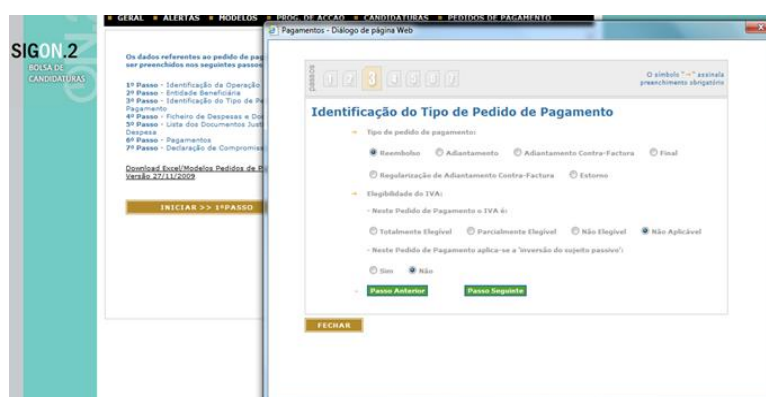 GERAL ALERTAS MODELOS PROG. DE ACÇÃO CANDIDATURAS PEDIDOS DE PAGAMENTO
Pagamentos - Diálogo de página Web
SIGON.2
BOLSA DE
CANDIDATURAS
Os dados referentes ao pedido de pag
ser preenchidos nos seguintes passos
1º Passo - Identificação da Operação
2º Passo - Entidade Beneficiária
3º Passo - Identificação do Tipo de Pe
Pagamento
4º Passo - Ficheiro de Despesas e Do
5º Passo - Lista dos Documentos Justi
Despesa
6º Passo - Pagamentos
7º Passo - Declaração de Compromiss
Download Excel/Modelos Pedidos de P
Versão 27/11/2009
INICIAR >> 1ºPASSO
passos
1 2 3 4 5 6 7
O símbolo "→" assinala
preenchimento obrigatório
Identificação do Tipo de Pedido de Pagamento
→ Tipo de pedido de pagamento:
Reembolso Adiantamento Adiantamento Contra-Factura Final
Regularização de Adiantamento Contra-Factura Estorno
→ Elegibilidade do IVA:
- Neste Pedido de Pagamento o IVA é:
Totalmente Elegível Parcialmente Elegível Não Elegível Não Aplicável
- Neste Pedido de Pagamento aplica-se a 'inversão do sujeito passivo':
Sim Não
Passo Anterior Passo Seguinte
FECHAR